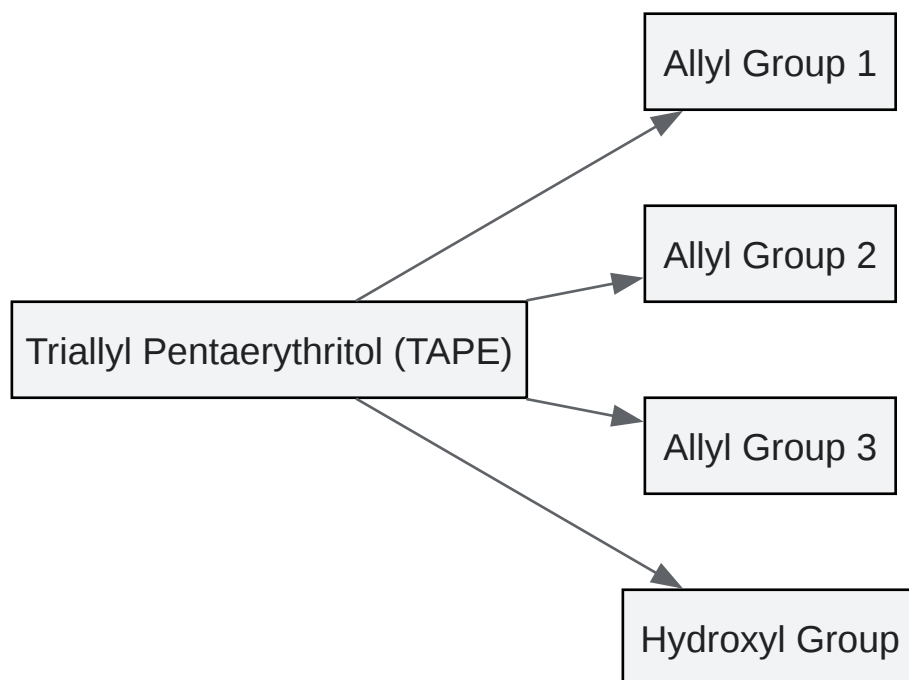 Allyl Group 1
Allyl Group 2
Triallyl Pentaerythritol (TAPE)
Allyl Group 3
Hydroxyl Group